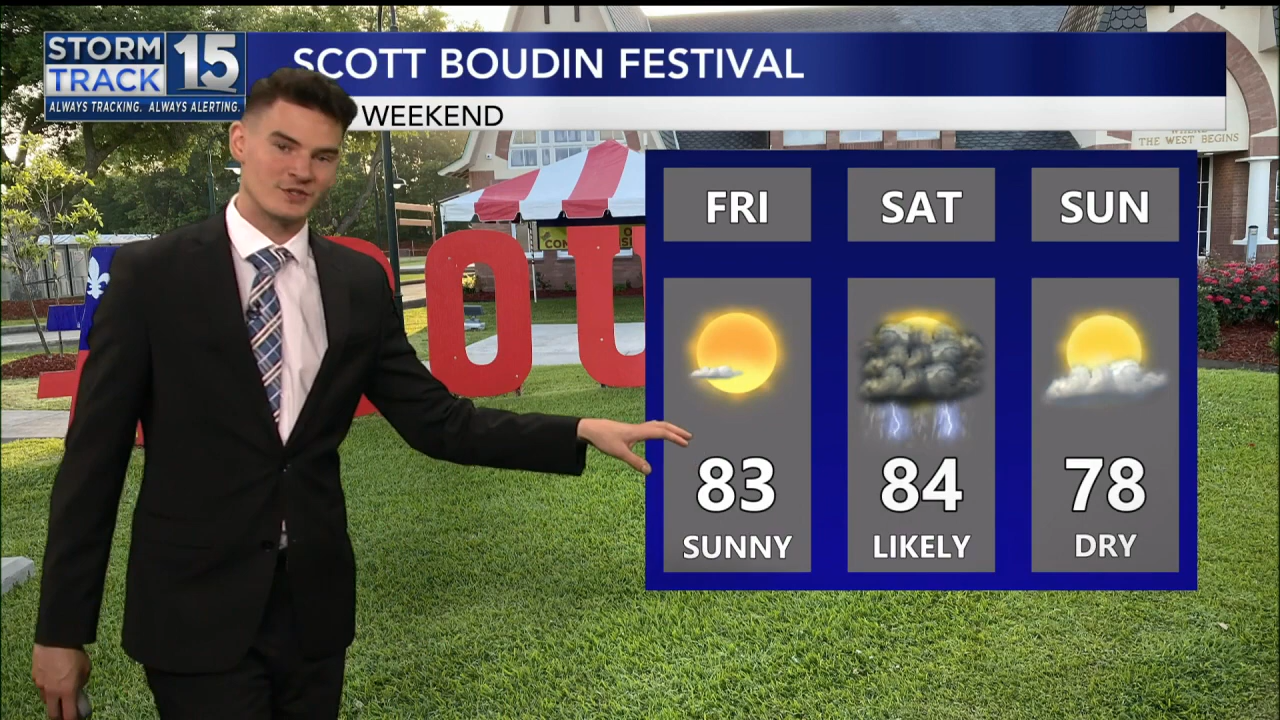 STORM
TRACK
15
ALWAYS TRACKING. ALWAYS ALERTING.
SCOTT BOUDIN FESTIVAL
WEEKEND
THE WEST BEGINS
OU
FRI
SAT
SUN
83
84
78
SUNNY
LIKELY
DRY